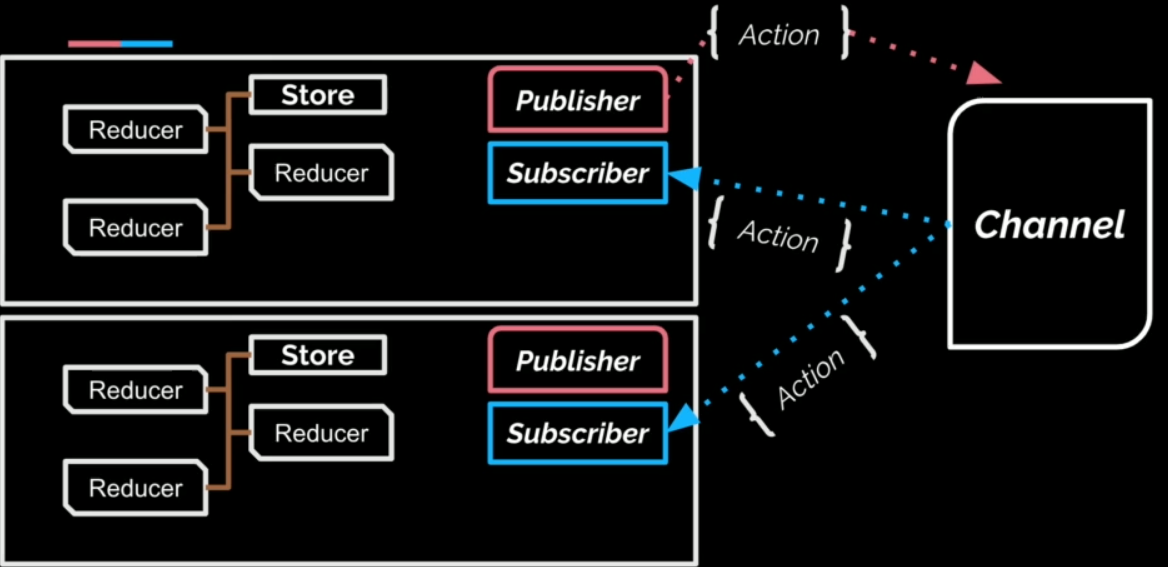 { Action }
Store
Publisher
Reducer
Reducer
Subscriber
Reducer
Channel
{ Action }
{ Action }
Store
Publisher
Reducer
Reducer
Subscriber
Reducer